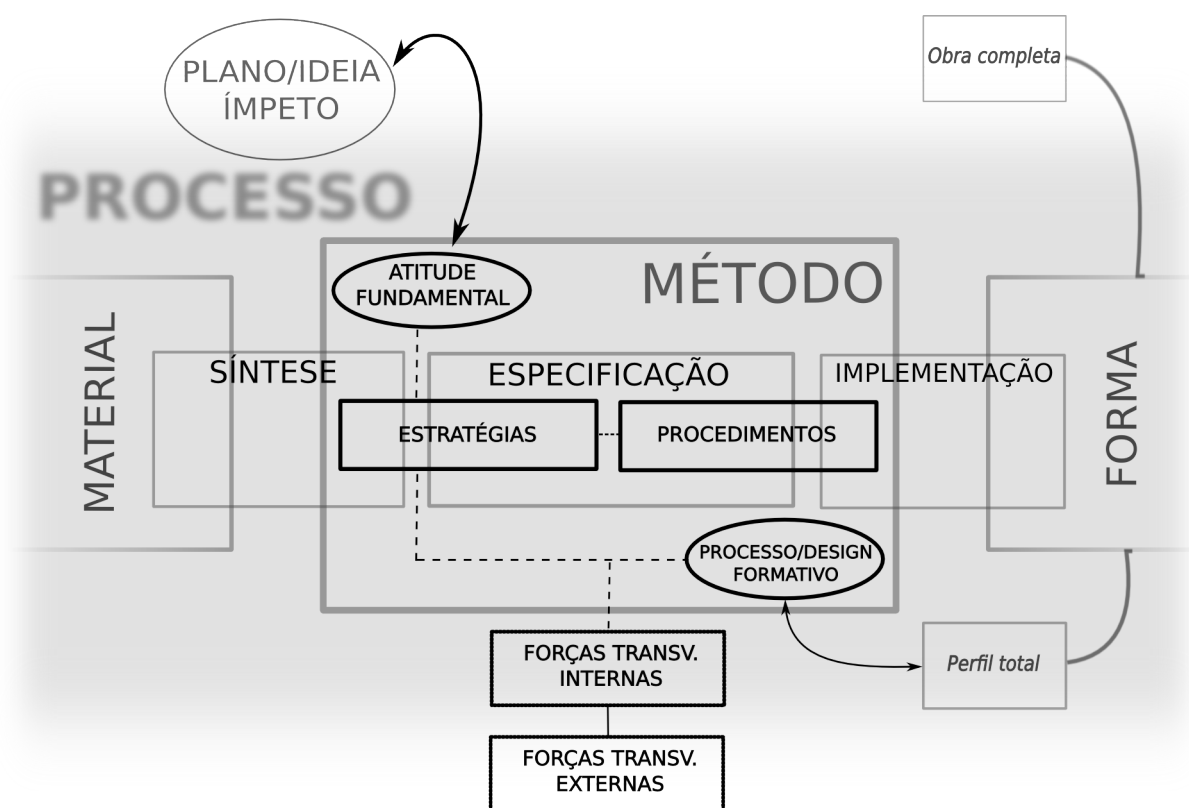 PLANO/IDEIA
ÍMPETO
Obra completa
PROCESSO
ATITUDE
FUNDAMENTAL
MÉTODO
MATERIAL
SÍNTESE
ESPECIFICAÇÃO
IMPLEMENTAÇÃO
FORMA
ESTRATÉGIAS
PROCEDIMENTOS
PROCESSO/DESIGN
FORMATIVO
FORÇAS TRANSV.
INTERNAS
Perfil total
FORÇAS TRANSV.
EXTERNAS